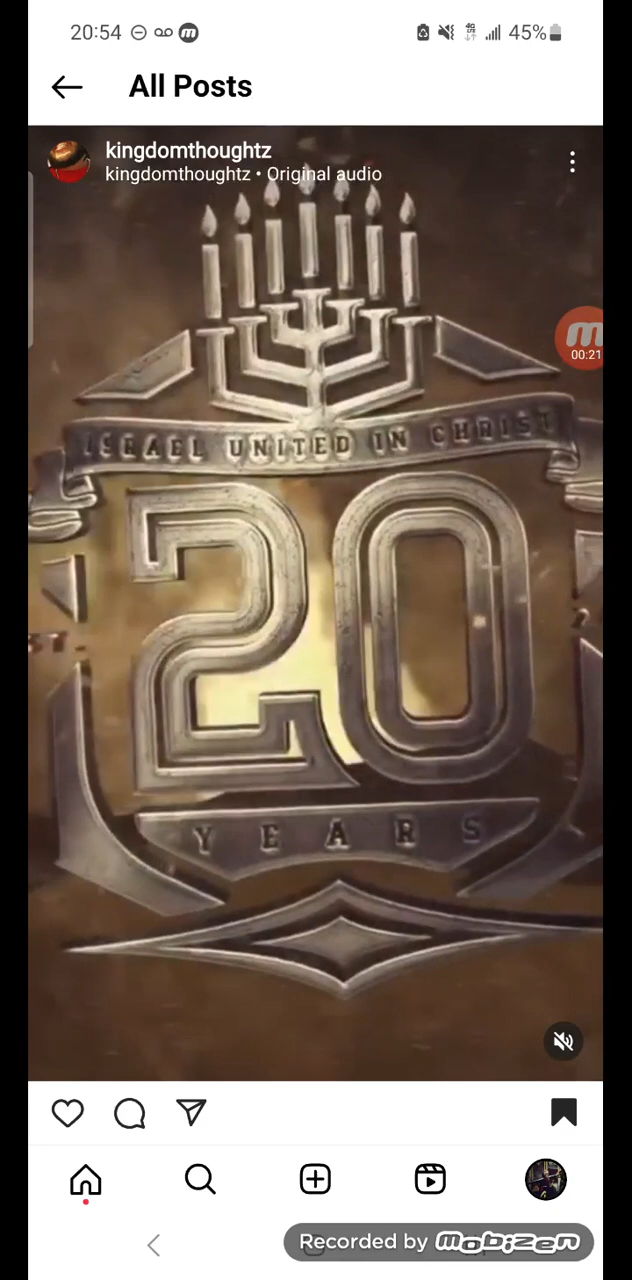 20:54
45%
All Posts
kingdomthoughtz
kingdomthoughtz • Original audio
m
00:21
ISRAEL UNITED IN CHRIST
20
YEARS
Recorded by mobizen